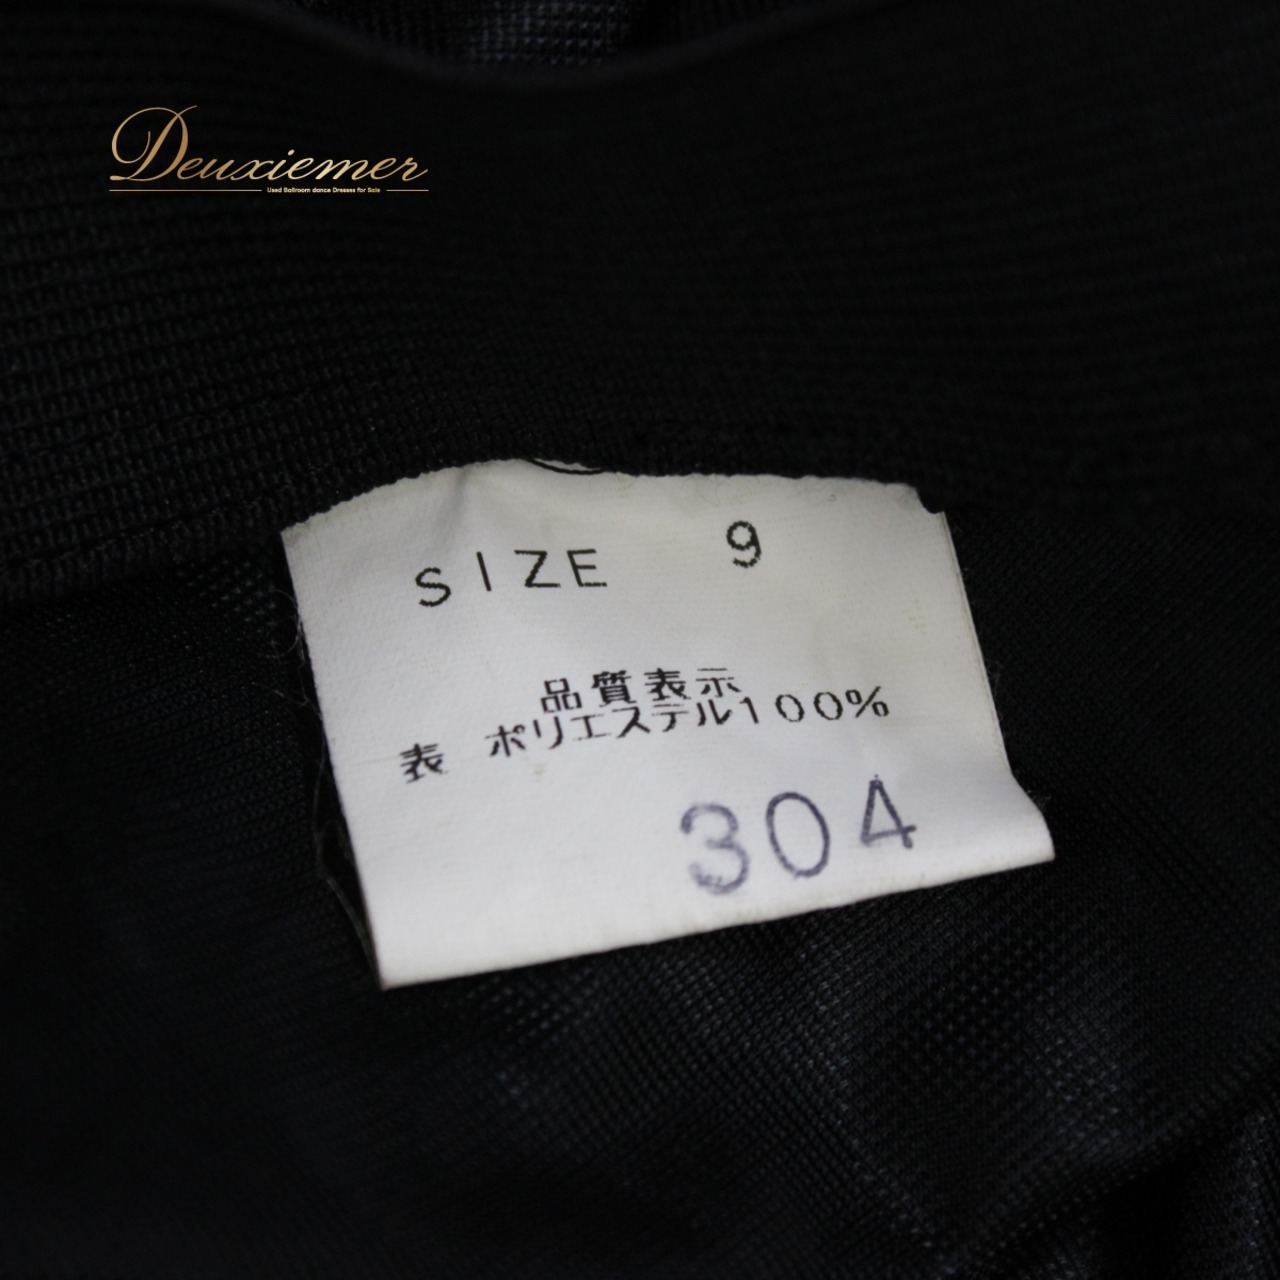 Deuxiemer
Used Ballroom dance Dresses for Sale
SIZE 9
品質表示
表 ポリエステル100%
304